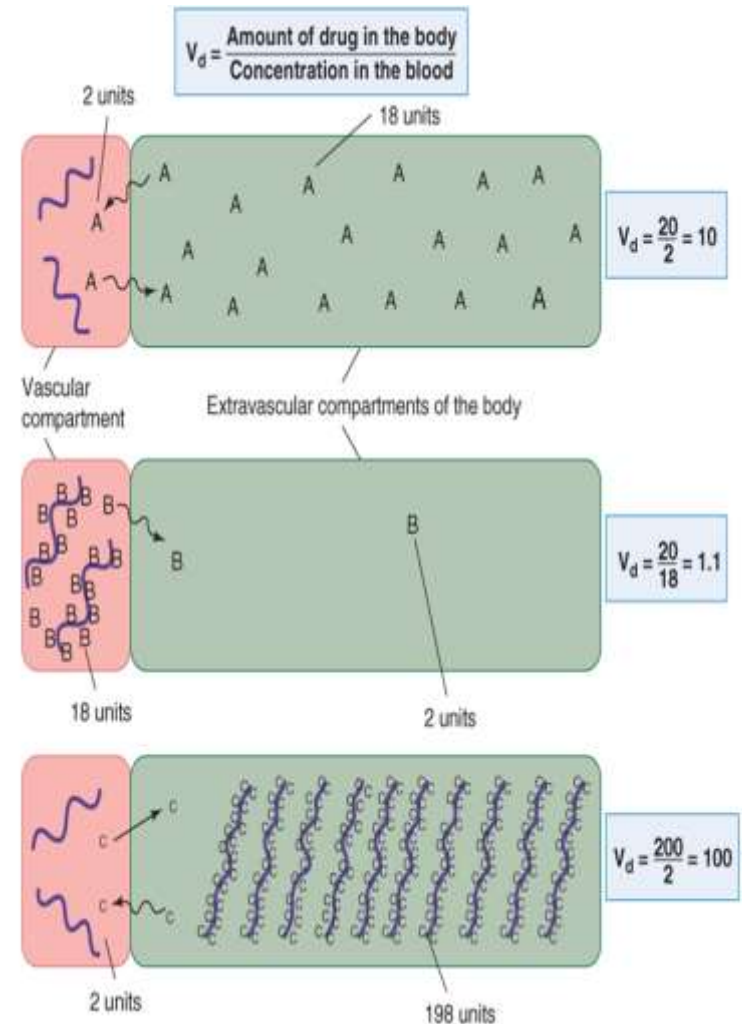 V_d = Amount of drug in the body / Concentration in the blood
2 units
18 units
A A A A A A
A A
A A A A A
A A
A A
A A A A A A
V_d = 20/2 = 10
Vascular
compartment
Extravascular compartments of the body
B B B
B B
B B B
B B
B
B B
B B B
B B
B
V_d = 20/18 = 1.1
18 units
2 units
C
C
C
C
V_d = 200/2 = 100
2 units
198 units